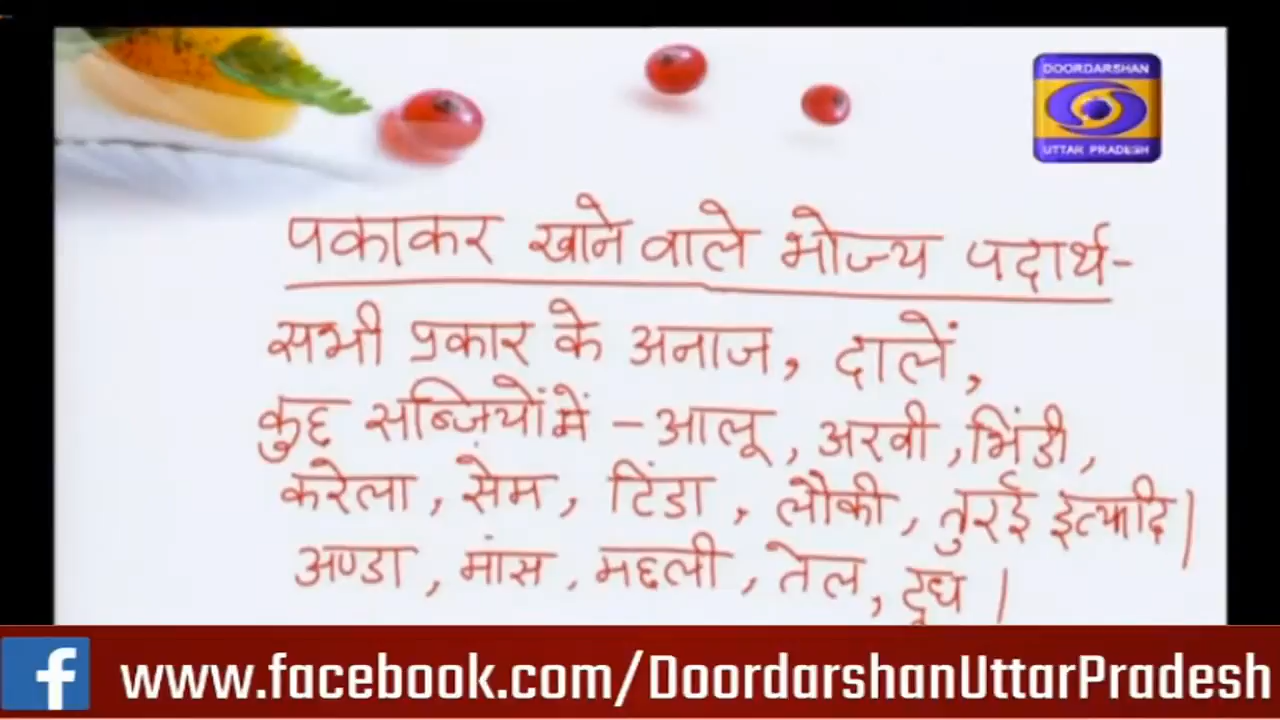 DOORDARSHAN
UTTAR PRADESH
पकाकर खाने वाले भोज्य पदार्थ-
सभी प्रकार के अनाज, दालें,
कुछ सब्जियों में - आलू, अरवी, भिंडी,
करेला, सेम, टिंडा, लौकी, तुरई इत्यादि।
अण्डा, मांस, मछली, तेल, दूध।
www.facebook.com/DoordarshanUttarPradesh